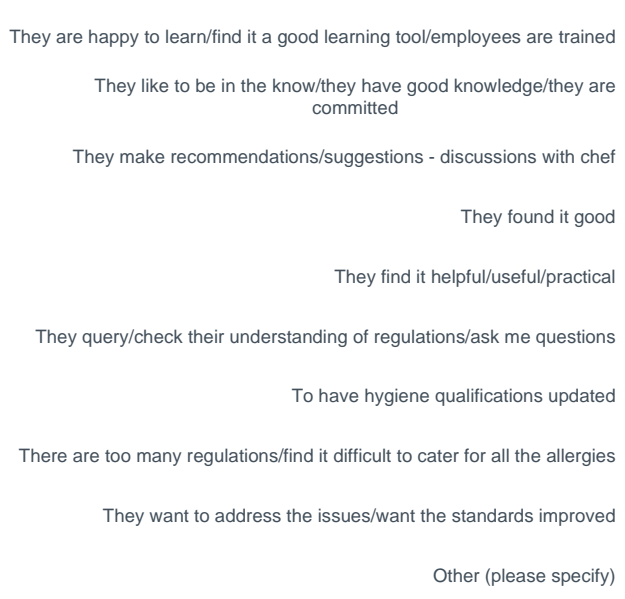 They are happy to learn/find it a good learning tool/employees are trained
They like to be in the know/they have good knowledge/they are
committed
They make recommendations/suggestions - discussions with chef
They found it good
They find it helpful/useful/practical
They query/check their understanding of regulations/ask me questions
To have hygiene qualifications updated
There are too many regulations/find it difficult to cater for all the allergies
They want to address the issues/want the standards improved
Other (please specify)